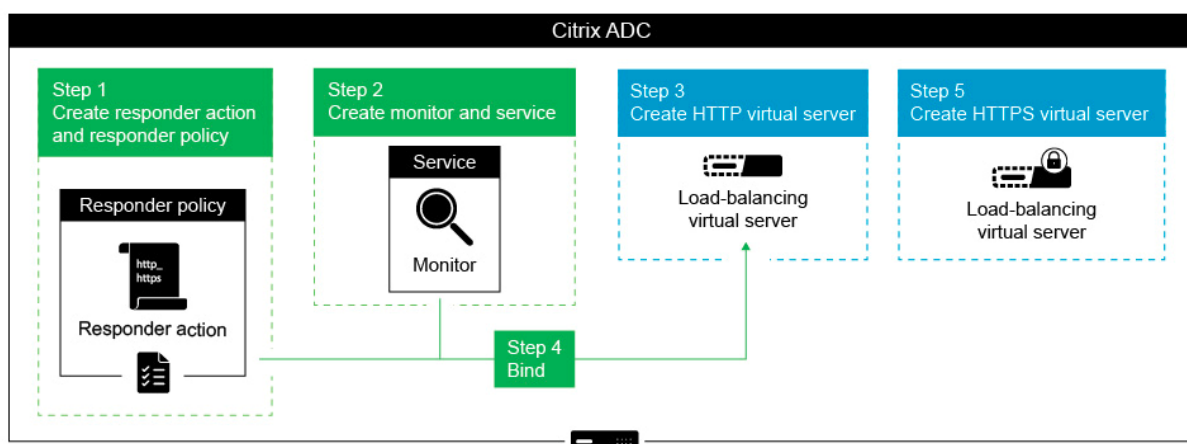 Citrix ADC
Step 1
Create responder action
and responder policy
Responder policy
http_
https
Responder action
Step 2
Create monitor and service
Service
Monitor
Step 3
Create HTTP virtual server
Load-balancing
virtual server
Step 4
Bind
Step 5
Create HTTPS virtual server
Load-balancing
virtual server